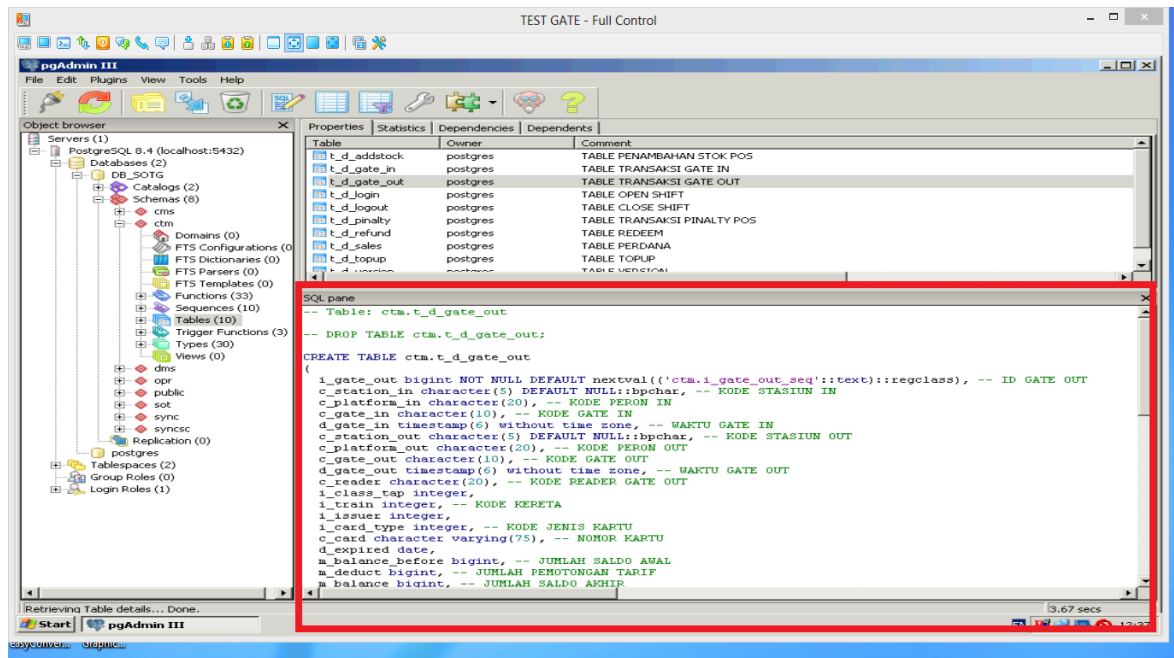 TEST GATE - Full Control
pgAdmin III
File Edit Plugins View Tools Help
Object browser
Servers (1)
PostgreSQL 8.4 (localhost:5432)
Databases (2)
DB_SOTG
Catalogs (2)
Schemas (8)
cms
ctm
Domains (0)
FTS Configurations (0
FTS Dictionaries (0)
FTS Parsers (0)
FTS Templates (0)
Functions (33)
Sequences (10)
Tables (10)
Trigger Functions (3)
Types (30)
Views (0)
dms
opr
public
sot
sync
syncsc
Replication (0)
postgres
Tablespaces (2)
Group Roles (0)
Login Roles (1)
Properties Statistics Dependencies Dependents
Table Owner Comment
t_d_addstock postgres TABLE PENAMBAHAN STOK POS
t_d_gate_in postgres TABLE TRANSAKSI GATE IN
t_d_gate_out postgres TABLE TRANSAKSI GATE OUT
t_d_login postgres TABLE OPEN SHIFT
t_d_logout postgres TABLE CLOSE SHIFT
t_d_pinalty postgres TABLE TRANSAKSI PINALTY POS
t_d_refund postgres TABLE REDEEM
t_d_sales postgres TABLE PERDANA
t_d_topup postgres TABLE TOPUP
t_d_version postgres TABLE VERSION
SQL pane
-- Table: ctm.t_d_gate_out
-- DROP TABLE ctm.t_d_gate_out;
CREATE TABLE ctm.t_d_gate_out
(
i_gate_out bigint NOT NULL DEFAULT nextval(('ctm.i_gate_out_seq'::text)::regclass), -- ID GATE OUT
c_station_in character(5) DEFAULT NULL::bpchar, -- KODE STASIUN IN
c_platform_in character(20), -- KODE PERON IN
c_gate_in character(10), -- KODE GATE IN
d_gate_in timestamp(6) without time zone, -- WAKTU GATE IN
c_station_out character(5) DEFAULT NULL::bpchar, -- KODE STASIUN OUT
c_platform_out character(20), -- KODE PERON OUT
c_gate_out character(10), -- KODE GATE OUT
d_gate_out timestamp(6) without time zone, -- WAKTU GATE OUT
c_reader character(20), -- KODE READER GATE OUT
i_class_tap integer,
i_train integer, -- KODE KERETA
i_issuer integer,
i_card_type integer, -- KODE JENIS KARTU
c_card character varying(75), -- NOMOR KARTU
d_expired date,
m_balance_before bigint, -- JUMLAH SALDO AWAL
m_deduct bigint, -- JUMLAH PEMOTONGAN TARIF
m_balance bigint, -- JUMLAH SALDO AKHIR
Retrieving Table details... Done.
3.67 secs
Start pgAdmin III